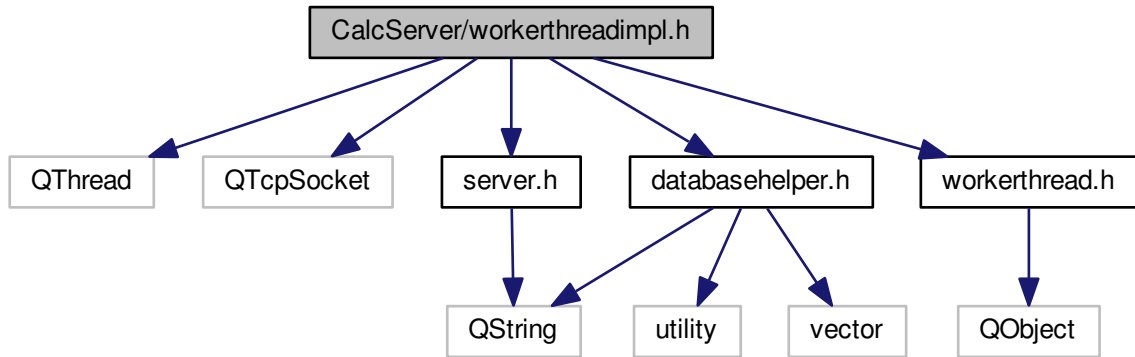 CalcServer/workerthreadimpl.h
QThread
QTcpSocket
server.h
databasehelper.h
workerthread.h
QString
utility
vector
QObject